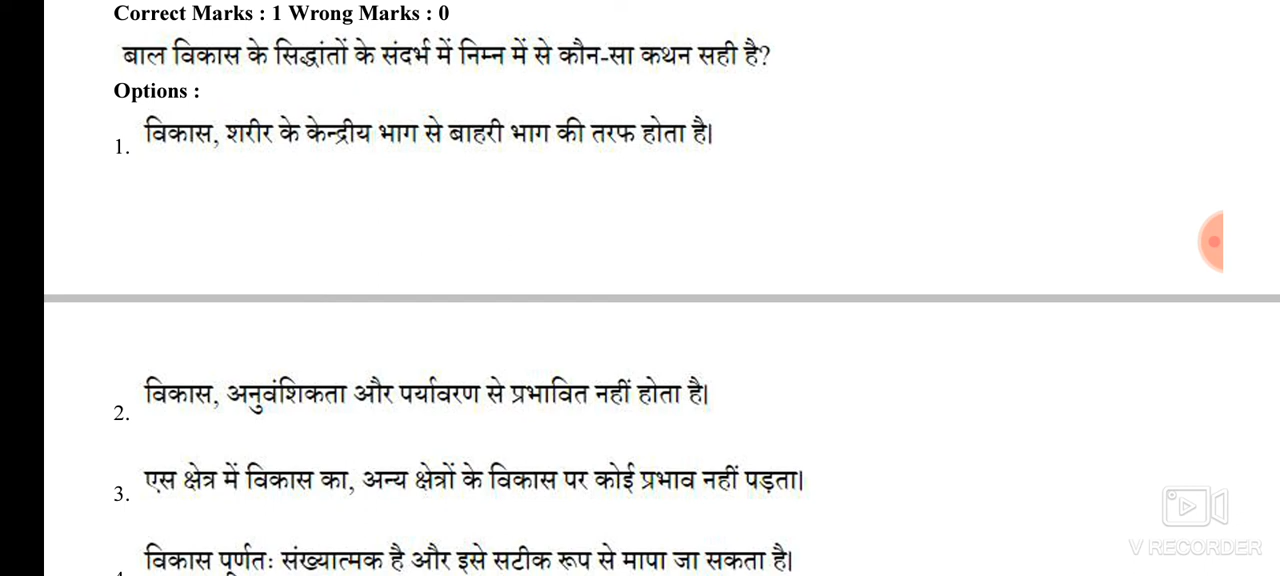 Correct Marks : 1 Wrong Marks : 0
बाल विकास के सिद्धांतों के संदर्भ में निम्न में से कौन-सा कथन सही है?
Options :
1. विकास, शरीर के केन्द्रीय भाग से बाहरी भाग की तरफ होता है।
2. विकास, अनुवंशिकता और पर्यावरण से प्रभावित नहीं होता है।
3. एस क्षेत्र में विकास का, अन्य क्षेत्रों के विकास पर कोई प्रभाव नहीं पड़ता।
विकास पूर्णतः संख्यात्मक है और इसे सटीक रूप से मापा जा सकता है।
V RECORDER